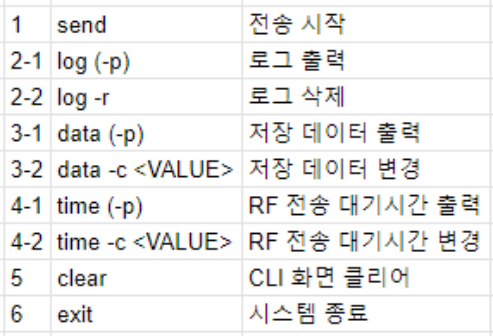 1 send 전송 시작
2-1 log (-p) 로그 출력
2-2 log -r 로그 삭제
3-1 data (-p) 저장 데이터 출력
3-2 data -c <VALUE> 저장 데이터 변경
4-1 time (-p) RF 전송 대기시간 출력
4-2 time -c <VALUE> RF 전송 대기시간 변경
5 clear CLI 화면 클리어
6 exit 시스템 종료